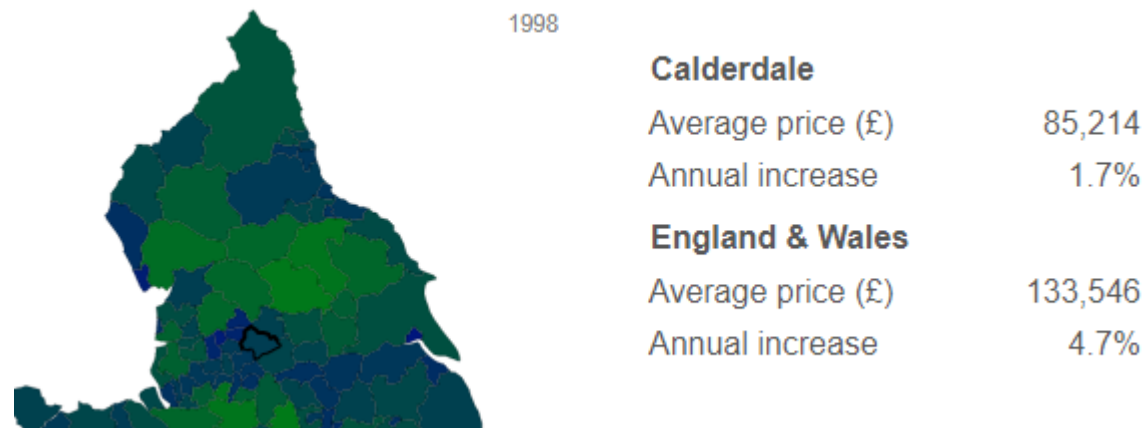 1998
Calderdale
Average price (£) 85,214
Annual increase 1.7%
England & Wales
Average price (£) 133,546
Annual increase 4.7%